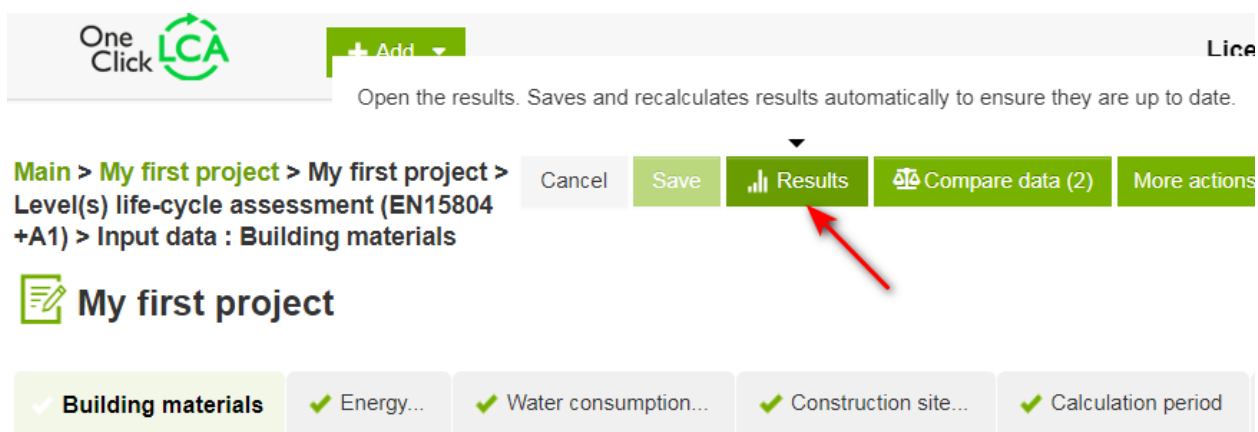 One
Click LCA
+ Add
Lice
Open the results. Saves and recalculates results automatically to ensure they are up to date.
Main > My first project > My first project >
Level(s) life-cycle assessment (EN15804
+A1) > Input data : Building materials
Cancel
Save
Results
Compare data (2)
More actions
My first project
Building materials
Energy...
Water consumption...
Construction site...
Calculation period